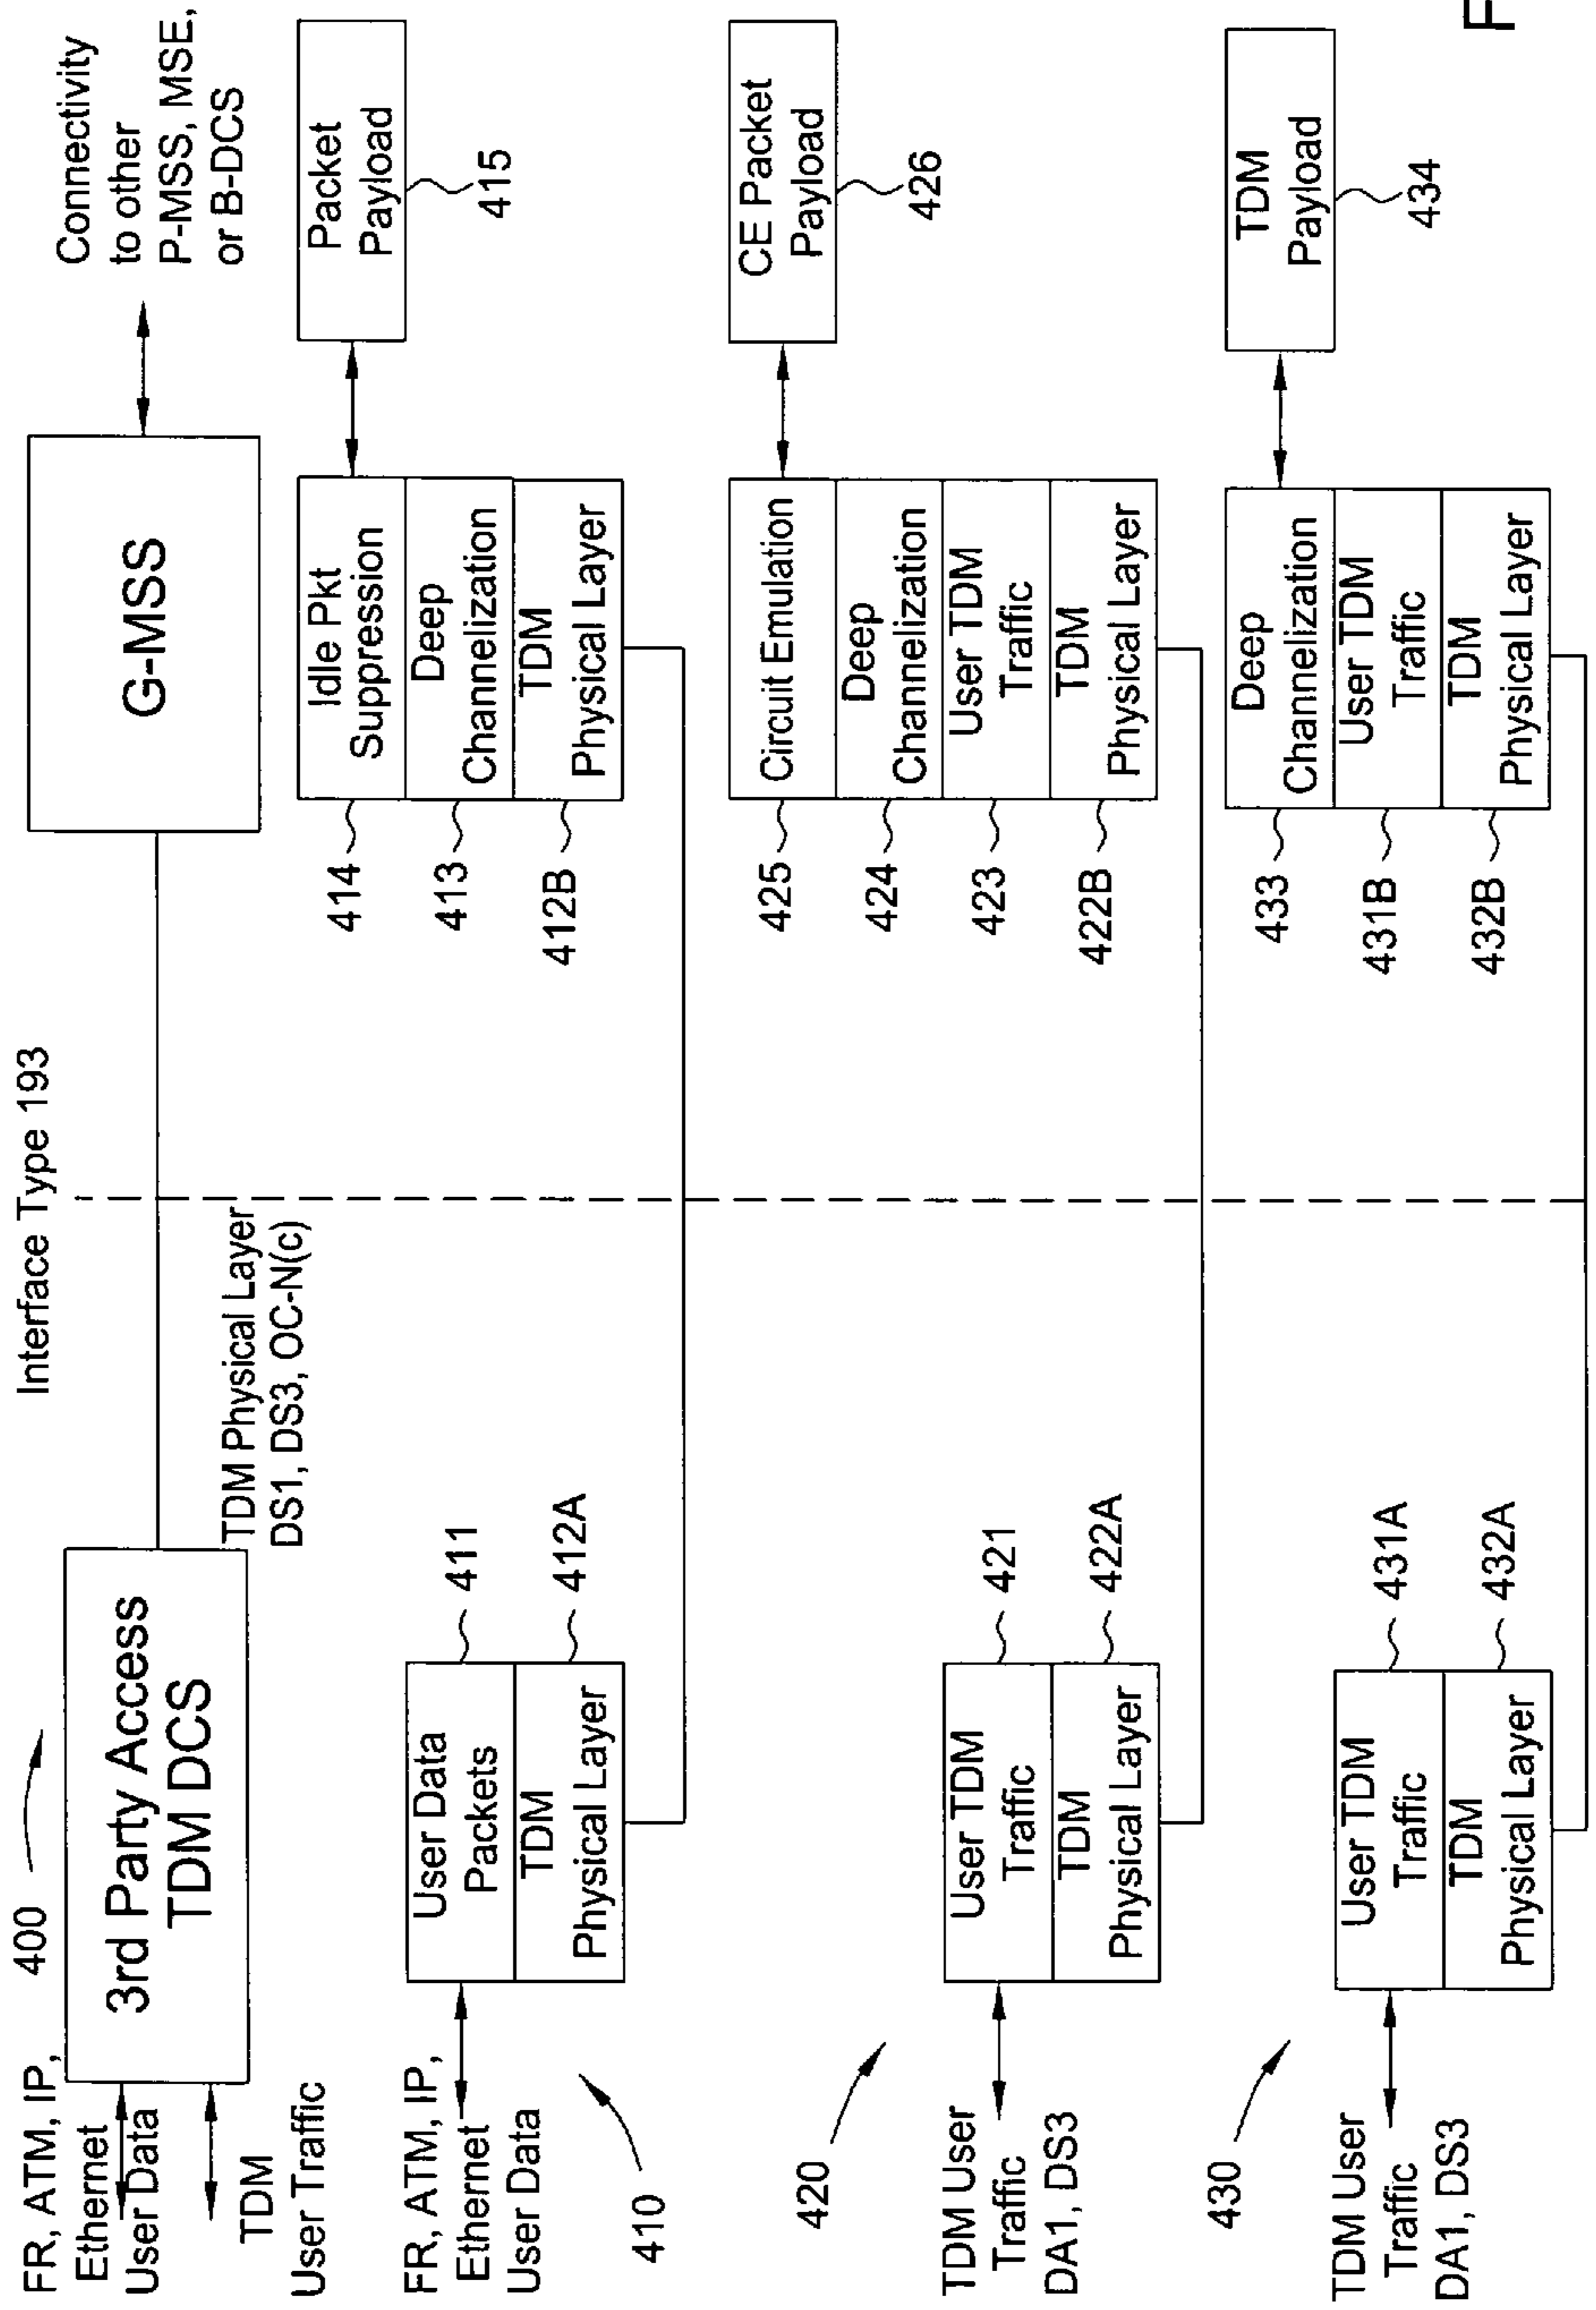 Interface Type 193
400
FR, ATM, IP,
Ethernet
User Data
TDM
User Traffic
3rd Party Access
TDM DCS
TDM Physical Layer
DS1, DS3, OC-N(c)
G-MSS
Connectivity
to other
P-MSS, MSE,
or B-DCS
410
FR, ATM, IP,
Ethernet
User Data
User Data
Packets
411
TDM
Physical Layer
412A
414
Idle Pkt
Suppression
413
Deep
Channelization
412B
TDM
Physical Layer
Packet
Payload
415
420
TDM User
Traffic
DA1, DS3
User TDM
Traffic
421
TDM
Physical Layer
422A
425
Circuit Emulation
424
Deep
Channelization
423
User TDM
Traffic
422B
TDM
Physical Layer
CE Packet
Payload
426
430
TDM User
Traffic
DA1, DS3
User TDM
Traffic
431A
TDM
Physical Layer
432A
433
Deep
Channelization
431B
User TDM
Traffic
432B
TDM
Physical Layer
TDM
Payload
434
F